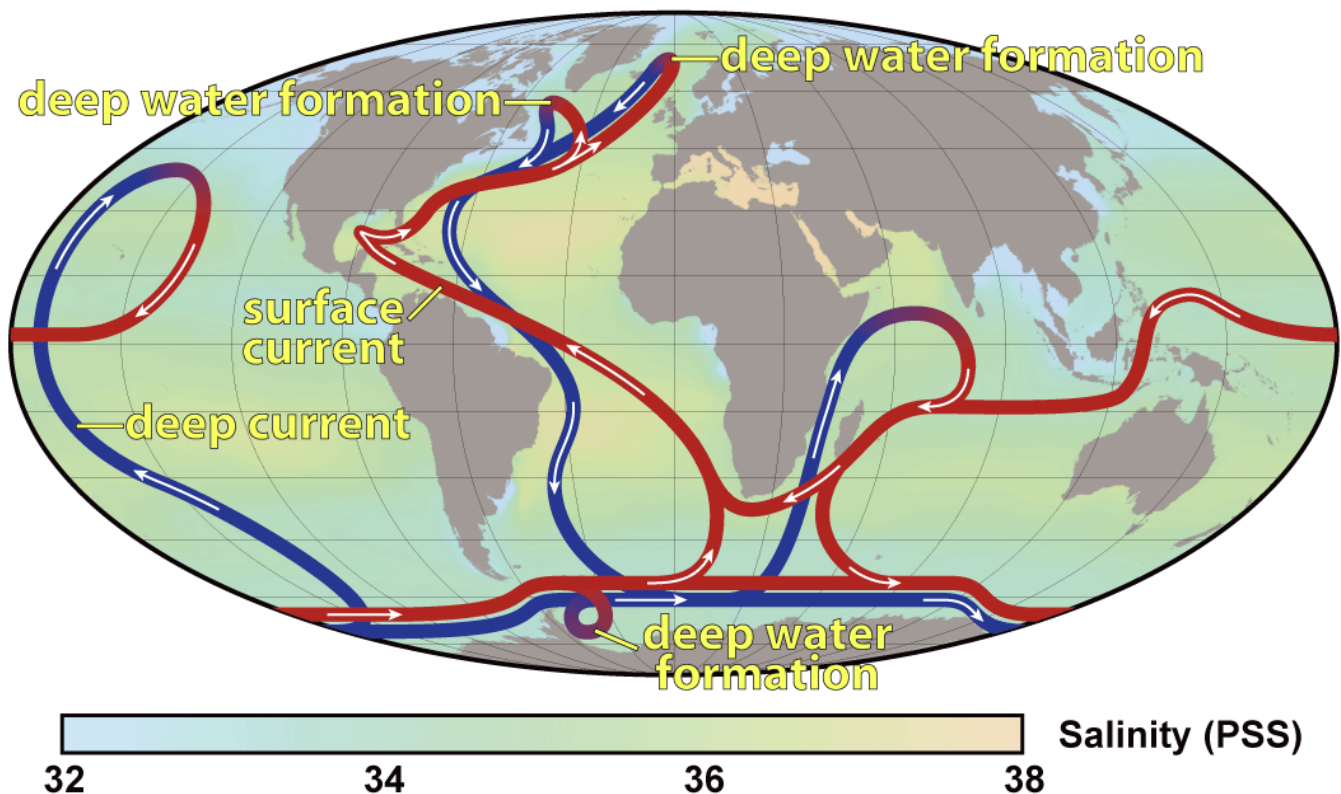 deep water formation
deep water formation
surface
current
deep current
deep water
formation
Salinity (PSS)
32
34
36
38